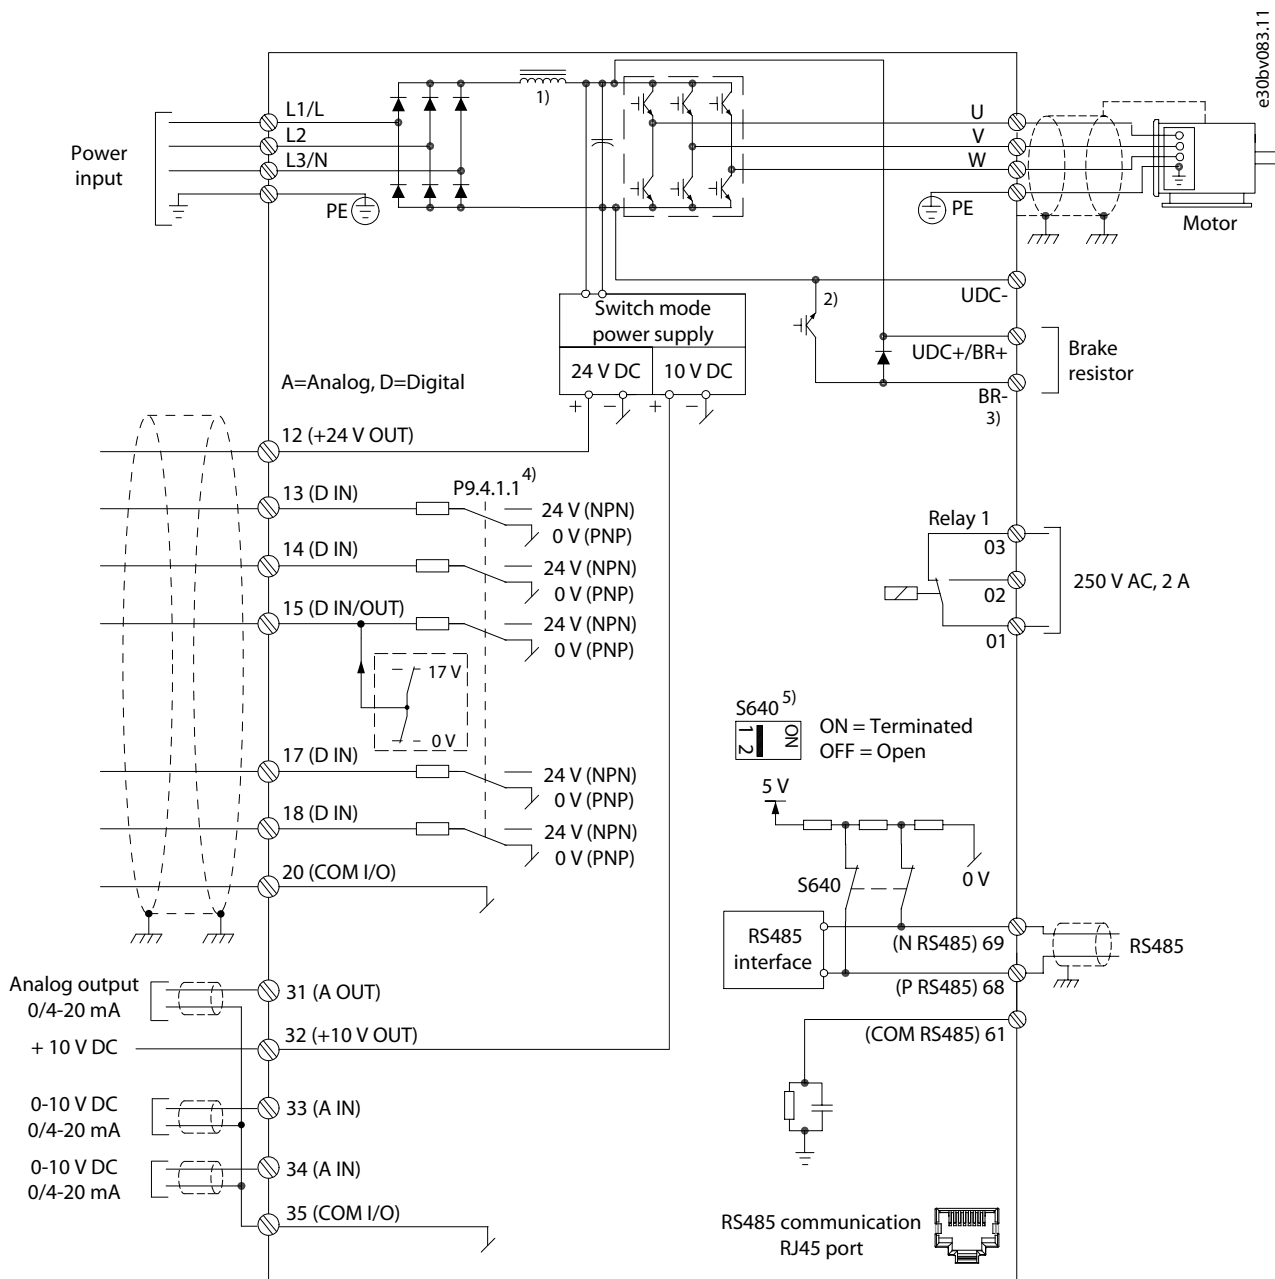 e30bv083.11
Power
input
L1/L
L2
L3/N
PE
1)
U
V
W
PE
Motor
UDC-
2)
Switch mode
power supply
24 V DC
10 V DC
+
−
+
−
UDC+/BR+
BR-
3)
Brake
resistor
A=Analog, D=Digital
12 (+24 V OUT)
13 (D IN)
P9.4.1.1 4)
24 V (NPN)
0 V (PNP)
14 (D IN)
24 V (NPN)
0 V (PNP)
15 (D IN/OUT)
24 V (NPN)
0 V (PNP)
17 V
0 V
17 (D IN)
24 V (NPN)
0 V (PNP)
18 (D IN)
24 V (NPN)
0 V (PNP)
20 (COM I/O)
Relay 1
03
02
01
250 V AC, 2 A
S640 5)
1 2
ON
ON = Terminated
OFF = Open
5 V
0 V
S640
RS485
interface
(N RS485) 69
(P RS485) 68
RS485
(COM RS485) 61
Analog output
0/4-20 mA
31 (A OUT)
+ 10 V DC
32 (+10 V OUT)
0-10 V DC
0/4-20 mA
33 (A IN)
0-10 V DC
0/4-20 mA
34 (A IN)
35 (COM I/O)
RS485 communication
RJ45 port